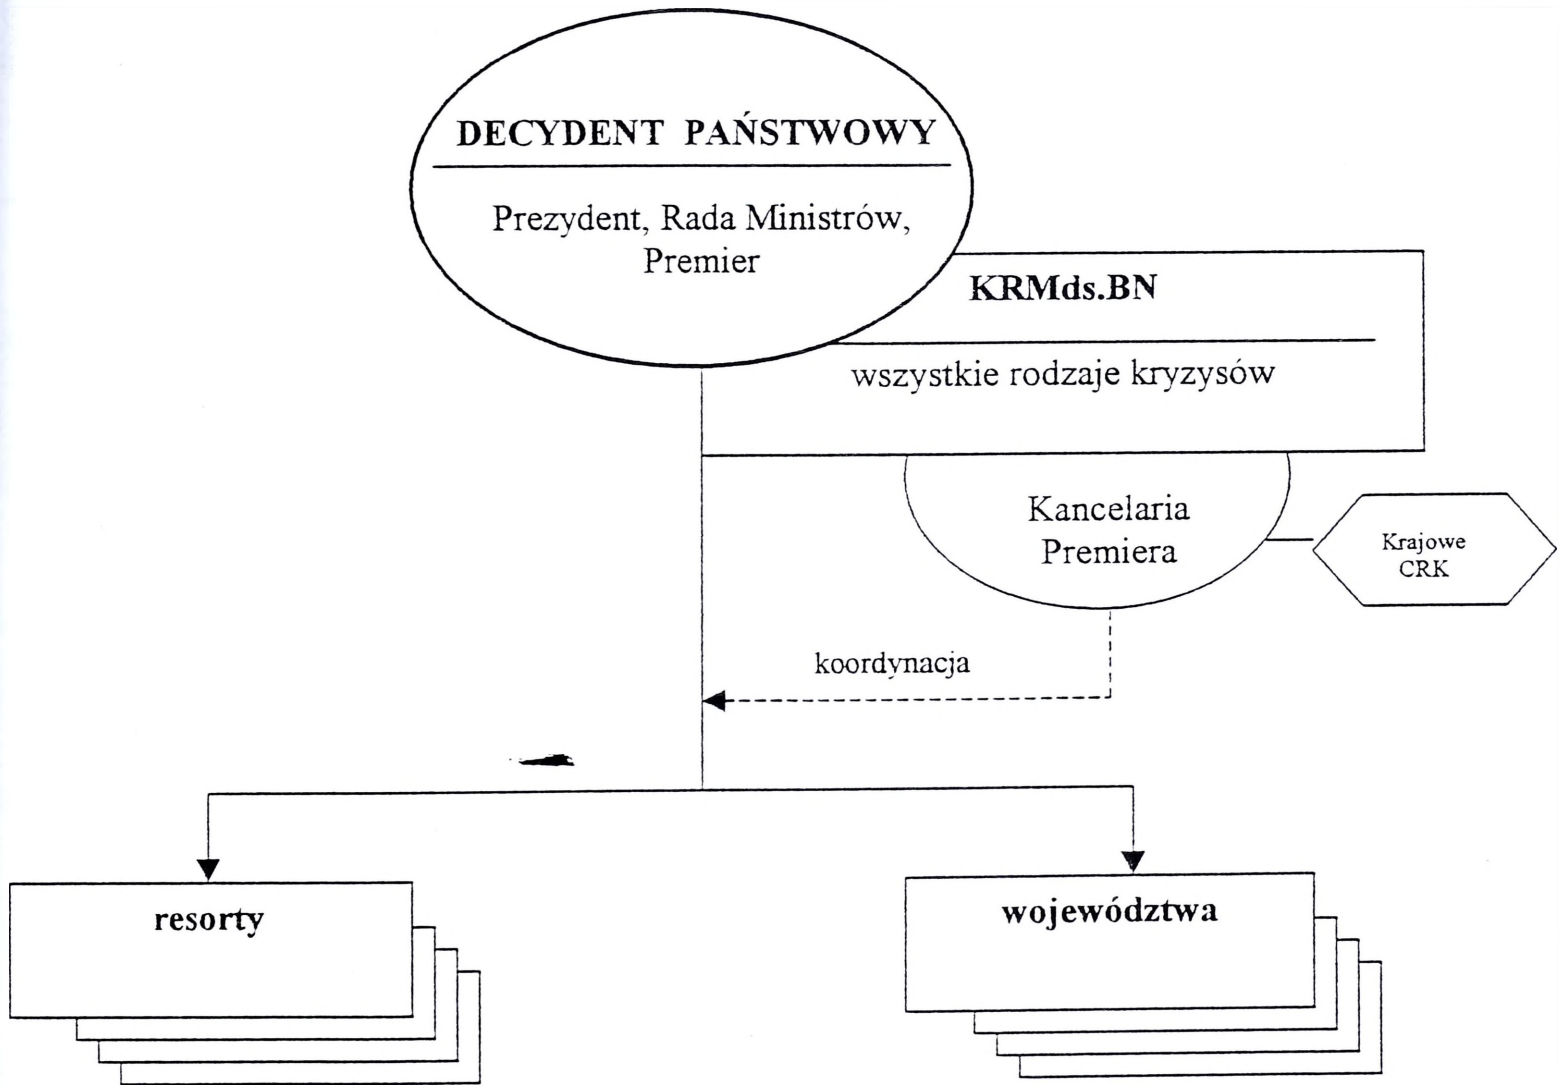 DECYDENT PAŃSTWOWY
Prezydent, Rada Ministrów,
Premier
KRMds.BN
wszystkie rodzaje kryzysów
Kancelaria
Premiera
Krajowe
CRK
koordynacja
resorty
województwa